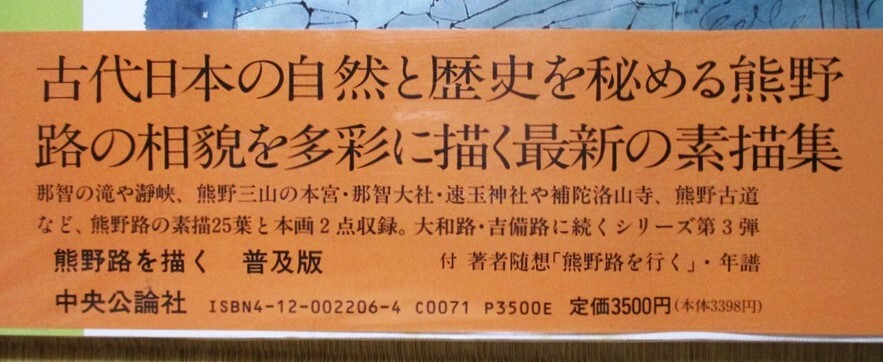 古代日本の自然と歴史を秘める熊野
路の相貌を多彩に描く最新の素描集
那智の滝や瀞峡、熊野三山の本宮・那智大社・速玉神社や補陀洛山寺、熊野古道
など、熊野路の素描25葉と本画2点収録。大和路・吉備路に続くシリーズ第3弾
熊野路を描く 普及版 付 著者随想「熊野路を行く」・年譜
中央公論社 ISBN4-12-002206-4 C0071 P3500E 定価3500円(本体3398円)